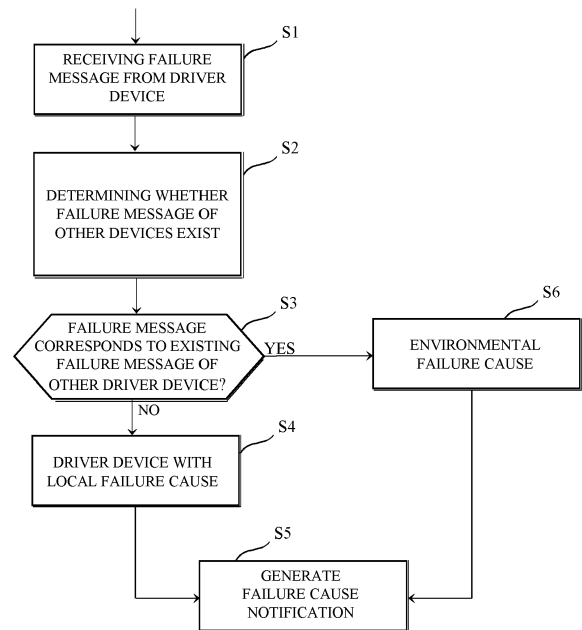 S1
RECEIVING FAILURE
MESSAGE FROM DRIVER
DEVICE
S2
DETERMINING WHETHER
FAILURE MESSAGE OF
OTHER DEVICES EXIST
S3
FAILURE MESSAGE
CORRESPONDS TO EXISTING
FAILURE MESSAGE OF
OTHER DRIVER DEVICE?
YES
S6
ENVIRONMENTAL
FAILURE CAUSE
NO
S4
DRIVER DEVICE WITH
LOCAL FAILURE CAUSE
S5
GENERATE
FAILURE CAUSE
NOTIFICATION